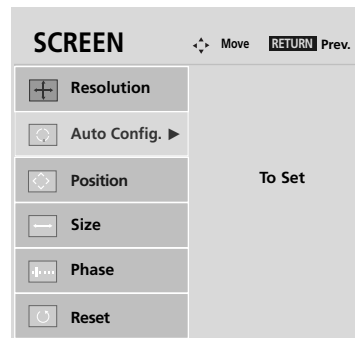 SCREEN Move RETURN Prev.
Resolution
Auto Config. ▶
Position
To Set
Size
Phase
Reset